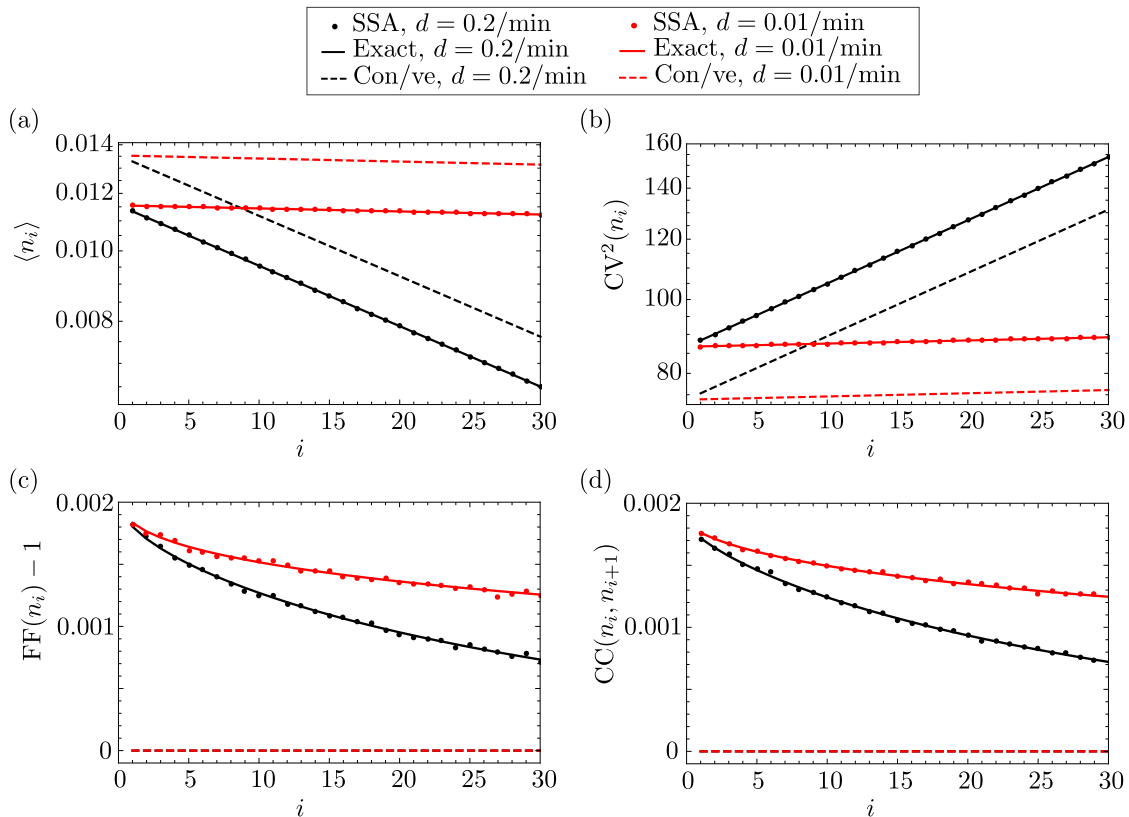 SSA, d = 0.2/min SSA, d = 0.01/min
Exact, d = 0.2/min Exact, d = 0.01/min
Con/ve, d = 0.2/min Con/ve, d = 0.01/min
(a)
0.014
0.012
0.010
0.008
⟨n_i⟩
0 5 10 15 20 25 30
i
(b)
160
140
120
100
80
CV²(n_i)
0 5 10 15 20 25 30
i
(c)
0.002
0.001
0
FF(n_i) − 1
0 5 10 15 20 25 30
i
(d)
0.002
0.001
0
CC(n_i, n_{i+1})
0 5 10 15 20 25 30
i